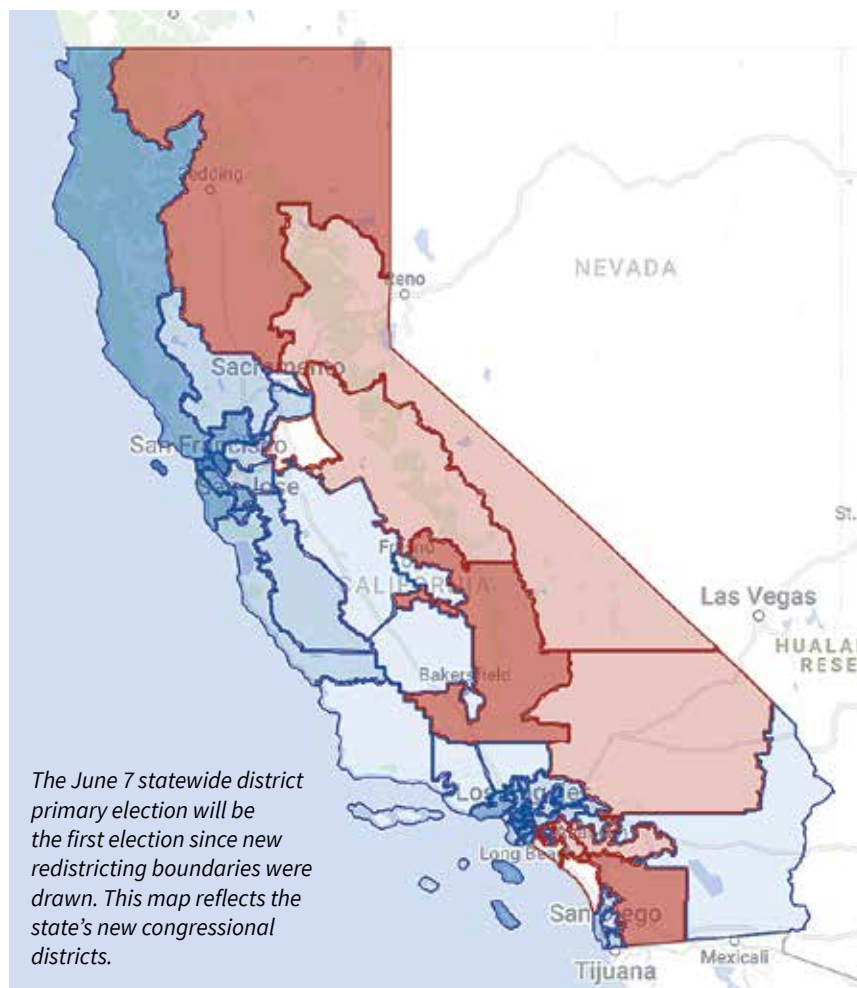 Redding
Reno
NEVADA
Sacramento
San Francisco
San Jose
St.
Fresno
CALIFORNIA
Las Vegas
HUALA
RESE
Bakersfield
The June 7 statewide district
primary election will be
the first election since new
redistricting boundaries were
drawn. This map reflects the
state's new congressional
districts.
Los Angeles
Long Bea
San Diego
Mexicali
Tijuana